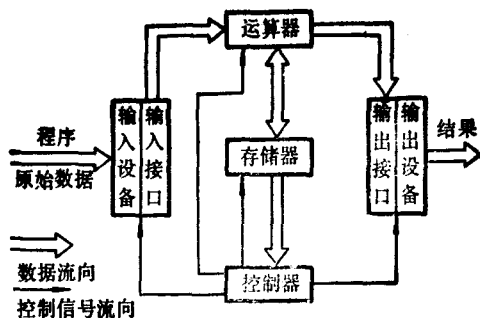 运算器
输入设备
输入接口
输出接口
输出设备
程序
原始数据
结果
存储器
控制器
数据流向
控制信号流向